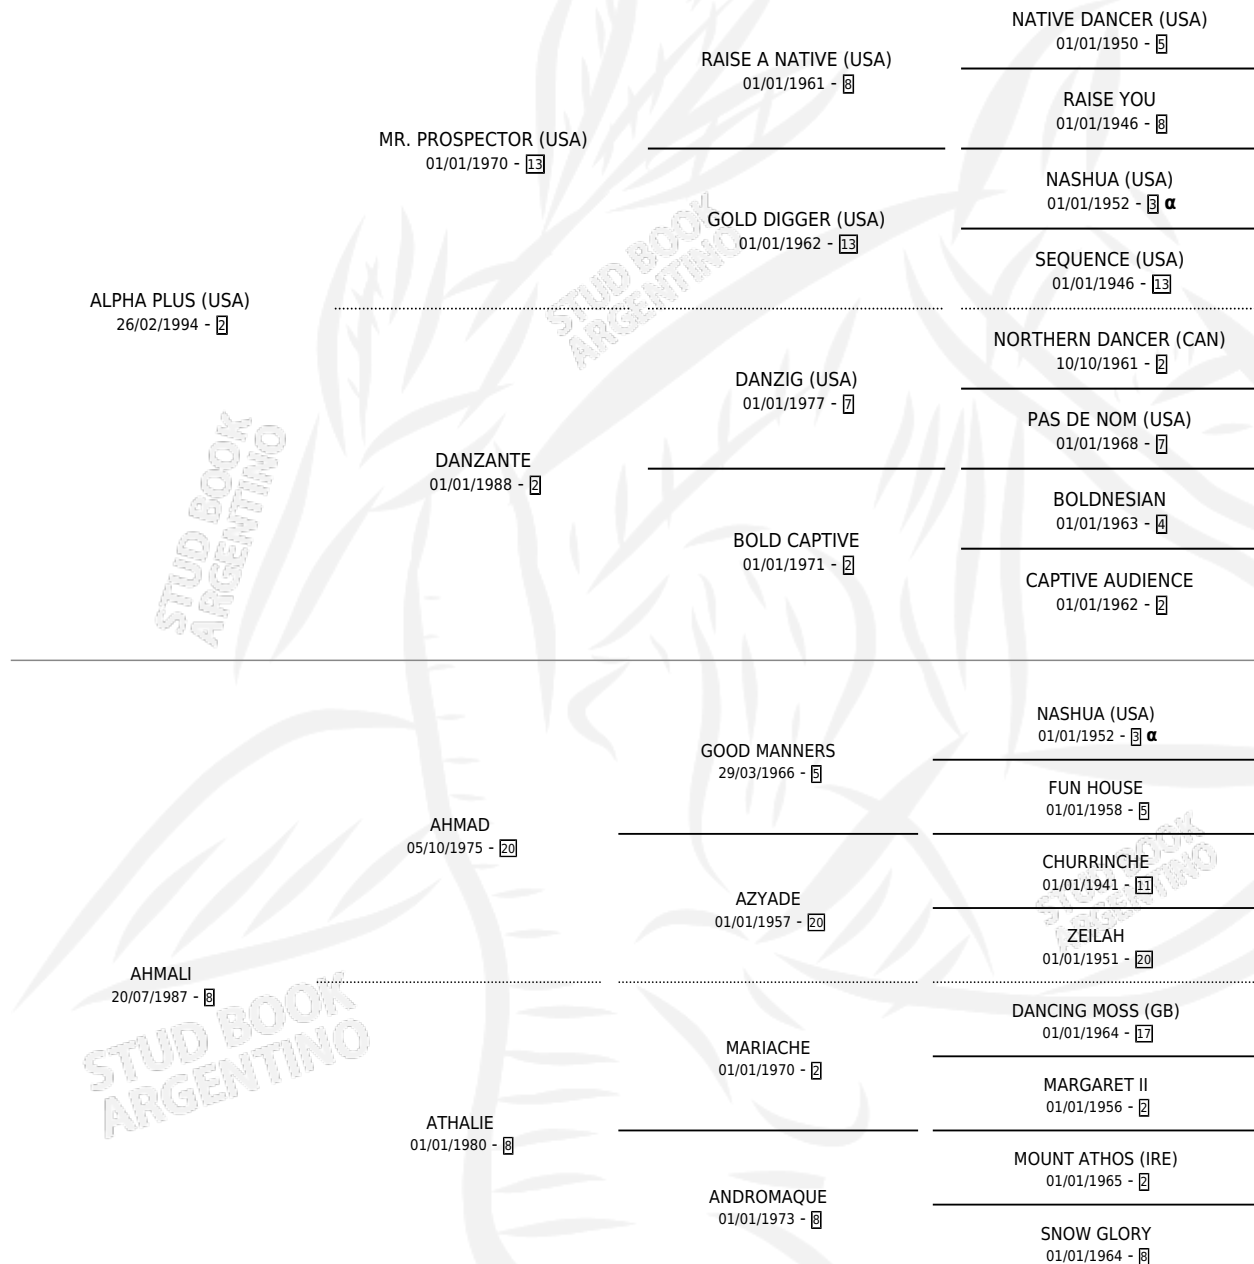 NATIVE DANCER (USA)
01/01/1950 - 5
RAISE A NATIVE (USA)
01/01/1961 - 8
RAISE YOU
01/01/1946 - 8
MR. PROSPECTOR (USA)
01/01/1970 - 13
NASHUA (USA)
01/01/1952 - 3 α
GOLD DIGGER (USA)
01/01/1962 - 13
SEQUENCE (USA)
01/01/1946 - 13
ALPHA PLUS (USA)
26/02/1994 - 2
NORTHERN DANCER (CAN)
10/10/1961 - 2
DANZIG (USA)
01/01/1977 - 7
PAS DE NOM (USA)
01/01/1968 - 7
DANZANTE
01/01/1988 - 2
BOLDNESIAN
01/01/1963 - 4
BOLD CAPTIVE
01/01/1971 - 2
CAPTIVE AUDIENCE
01/01/1962 - 2
NASHUA (USA)
01/01/1952 - 3 α
GOOD MANNERS
29/03/1966 - 5
FUN HOUSE
01/01/1958 - 5
AHMAD
05/10/1975 - 20
CHURRINCHE
01/01/1941 - 11
AZYADE
01/01/1957 - 20
ZEILAH
01/01/1951 - 20
AHMALI
20/07/1987 - 8
DANCING MOSS (GB)
01/01/1964 - 17
MARIACHE
01/01/1970 - 2
MARGARET II
01/01/1956 - 2
ATHALIE
01/01/1980 - 8
MOUNT ATHOS (IRE)
01/01/1965 - 2
ANDROMAQUE
01/01/1973 - 8
SNOW GLORY
01/01/1964 - 8
STUD BOOK
ARGENTINO
STUD BOOK
ARGENTINO
STUD BOOK
ARGENTINO
STUD BOOK
ARGENTINO